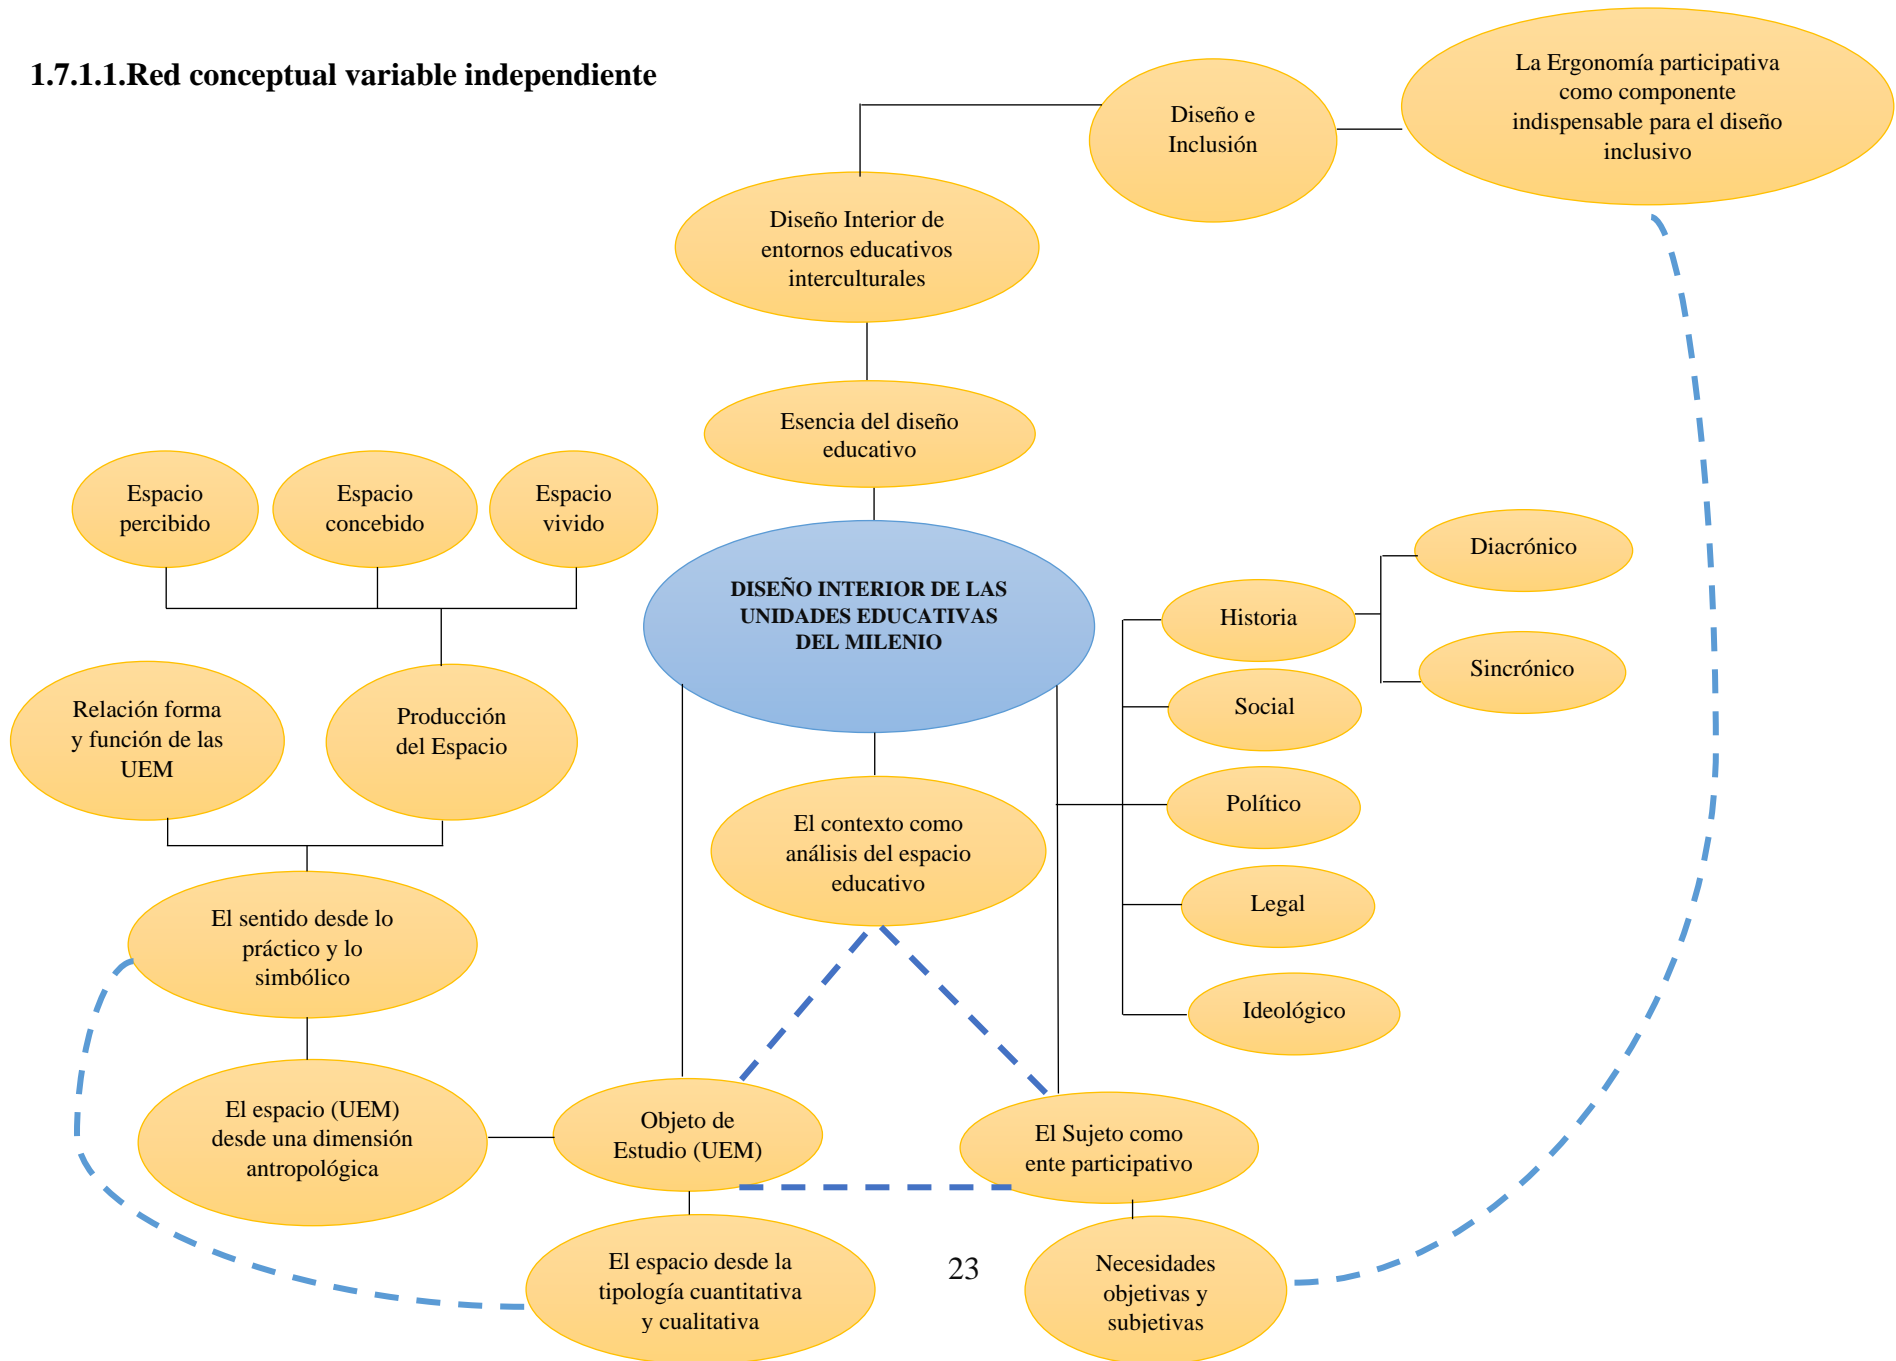 1.7.1.1.Red conceptual variable independiente
La Ergonomía participativa
como componente
indispensable para el diseño
inclusivo
Diseño e
Inclusión
Diseño Interior de
entornos educativos
interculturales
Esencia del diseño
educativo
Espacio
percibido
Espacio
concebido
Espacio
vivido
DISEÑO INTERIOR DE LAS
UNIDADES EDUCATIVAS
DEL MILENIO
Diacrónico
Historia
Sincrónico
Relación forma
y función de las
UEM
Producción
del Espacio
Social
Político
El contexto como
análisis del espacio
educativo
Legal
El sentido desde lo
práctico y lo
simbólico
Ideológico
El espacio (UEM)
desde una dimensión
antropológica
Objeto de
Estudio (UEM)
El Sujeto como
ente participativo
El espacio desde la
tipología cuantitativa
y cualitativa
23
Necesidades
objetivas y
subjetivas